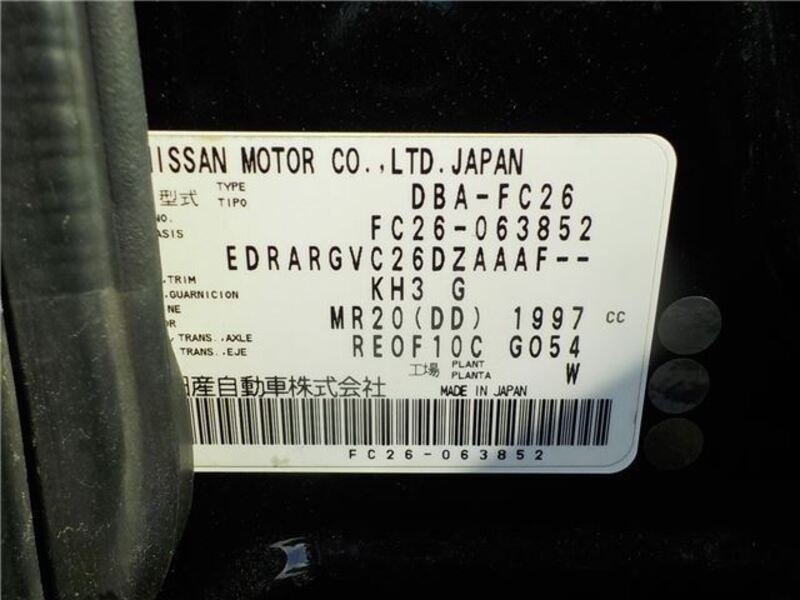 NISSAN MOTOR CO.,LTD.JAPAN
型式 TYPE TIPO DBA-FC26
NO. FC26-063852
ASIS
EDRARGVC26DZAAAF--
.TRIM
.GUARNICION KH3 G
NE
OR MR20(DD) 1997 CC
TRANS.,AXLE
TRANS.,EJE RE0F10C G054
工場 PLANT PLANTA W
日産自動車株式会社 MADE IN JAPAN
FC26-063852